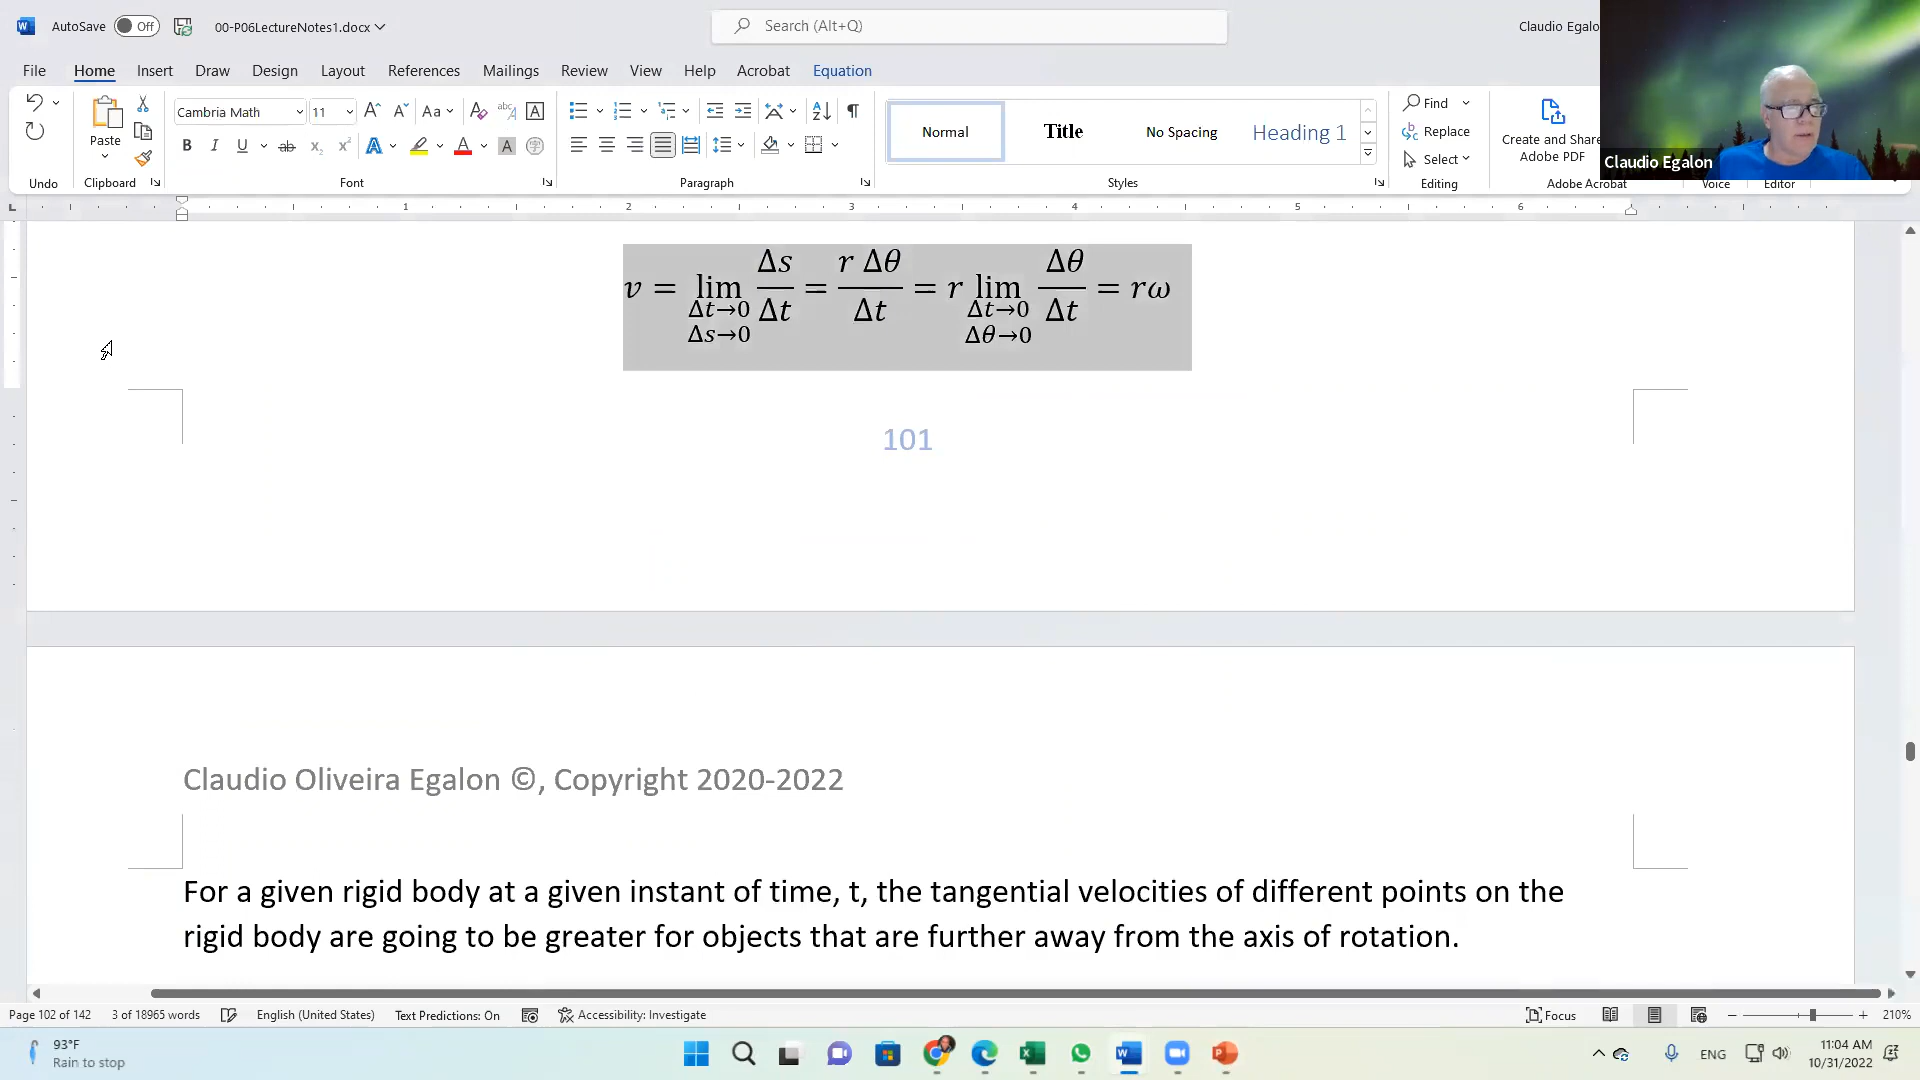 AutoSave Off 00-P06LectureNotes1.docx Search (Alt+Q) Claudio Egalo
File Home Insert Draw Design Layout References Mailings Review View Help Acrobat Equation
Paste Cambria Math 11 Normal Title No Spacing Heading 1 Find Replace Select Create and Share Adobe PDF
Undo Clipboard Font Paragraph Styles Editing Adobe Acrobat Voice Editor
Claudio Egalon
1 2 3 4 5 6
v = lim Δt→0 Δs→0 Δs/Δt = r Δθ/Δt = r lim Δt→0 Δθ→0 Δθ/Δt = rω
101
Claudio Oliveira Egalon ©, Copyright 2020-2022
For a given rigid body at a given instant of time, t, the tangential velocities of different points on the
rigid body are going to be greater for objects that are further away from the axis of rotation.
Page 102 of 142 3 of 18965 words English (United States) Text Predictions: On Accessibility: Investigate Focus 210%
93°F
Rain to stop
ENG
11:04 AM
10/31/2022